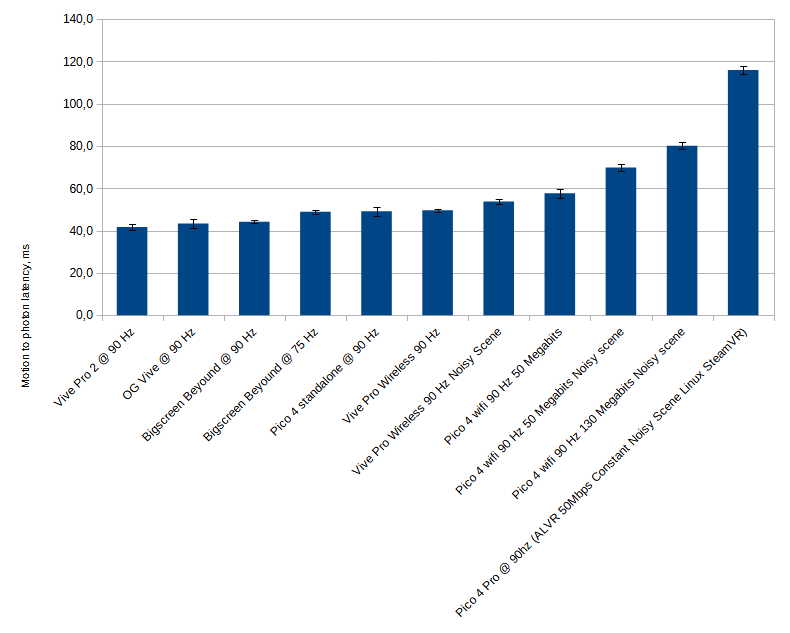 140,0
120,0
100,0
80,0
60,0
40,0
20,0
0,0
Motion to photon latency, ms
Vive Pro 2 @ 90 Hz
OG Vive @ 90 Hz
Bigscreen Beyound @ 90 Hz
Bigscreen Beyound @ 75 Hz
Pico 4 standalone @ 90 Hz
Vive Pro Wireless 90 Hz
Vive Pro Wireless 90 Hz Noisy Scene
Pico 4 wifi 90 Hz 50 Megabits
Pico 4 wifi 90 Hz 50 Megabits Noisy scene
Pico 4 wifi 90 Hz 130 Megabits Noisy scene
Pico 4 Pro @ 90hz (ALVR 50Mbps Constant Noisy Scene Linux SteamVR)